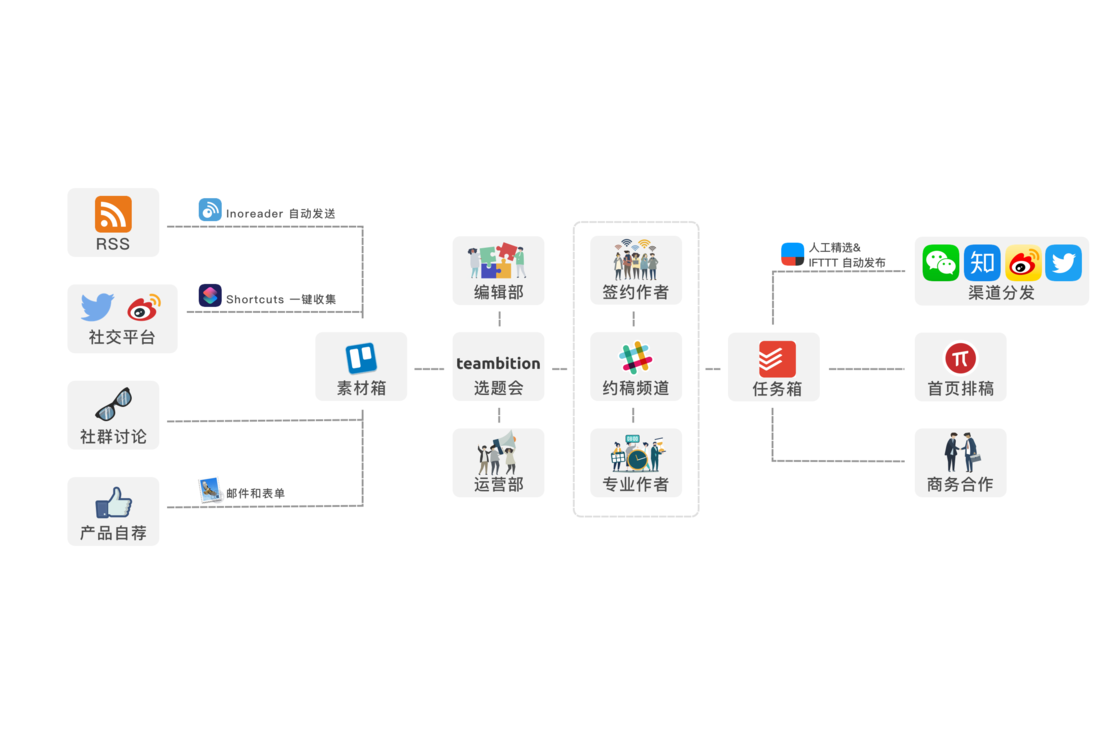 RSS
Inoreader 自动发送
社交平台
Shortcuts 一键收集
社群讨论
产品自荐
邮件和表单
素材箱
编辑部
teambition
选题会
运营部
签约作者
约稿频道
专业作者
任务箱
人工精选&
IFTTT 自动发布
知
渠道分发
π
首页排稿
商务合作